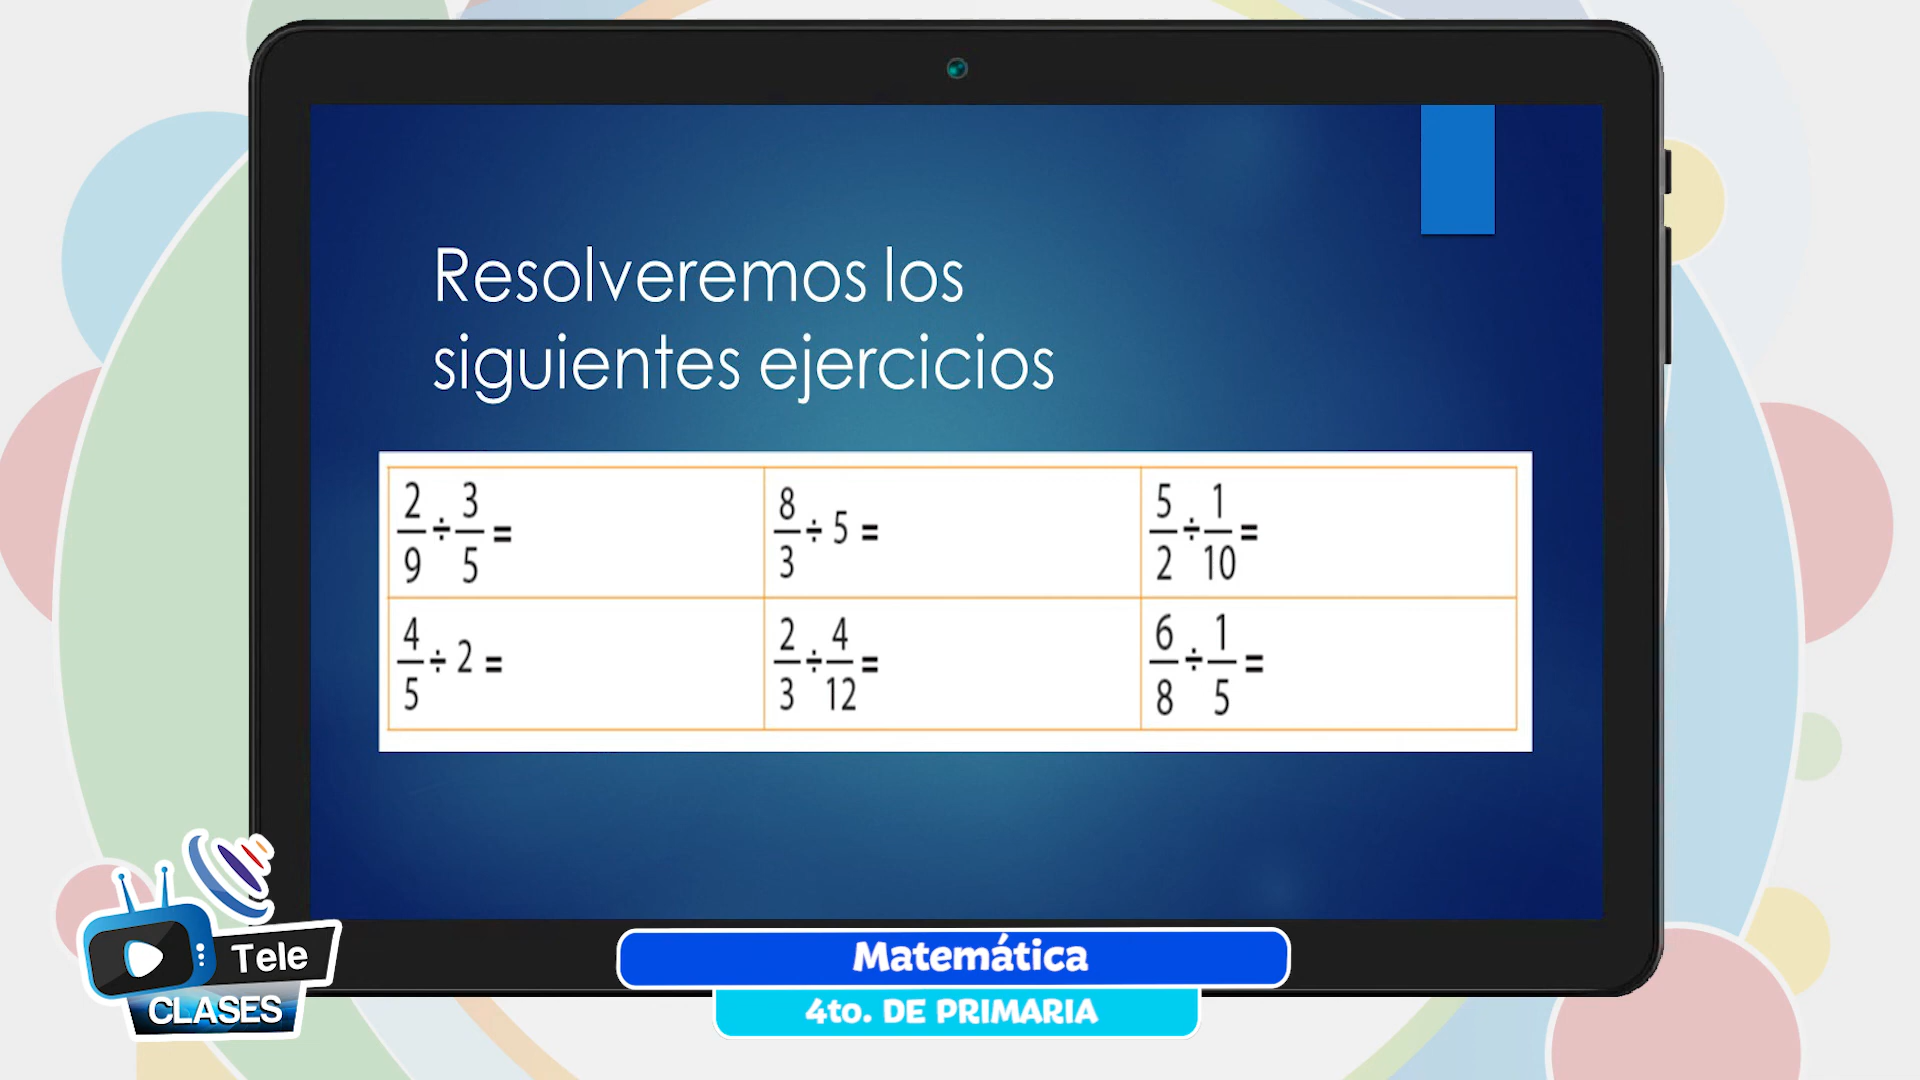 Resolveremos los
siguientes ejercicios
2/9 ÷ 3/5 =
8/3 ÷ 5 =
5/2 ÷ 1/10 =
4/5 ÷ 2 =
2/3 ÷ 4/12 =
6/8 ÷ 1/5 =
Tele
CLASES
Matemática
4to. DE PRIMARIA